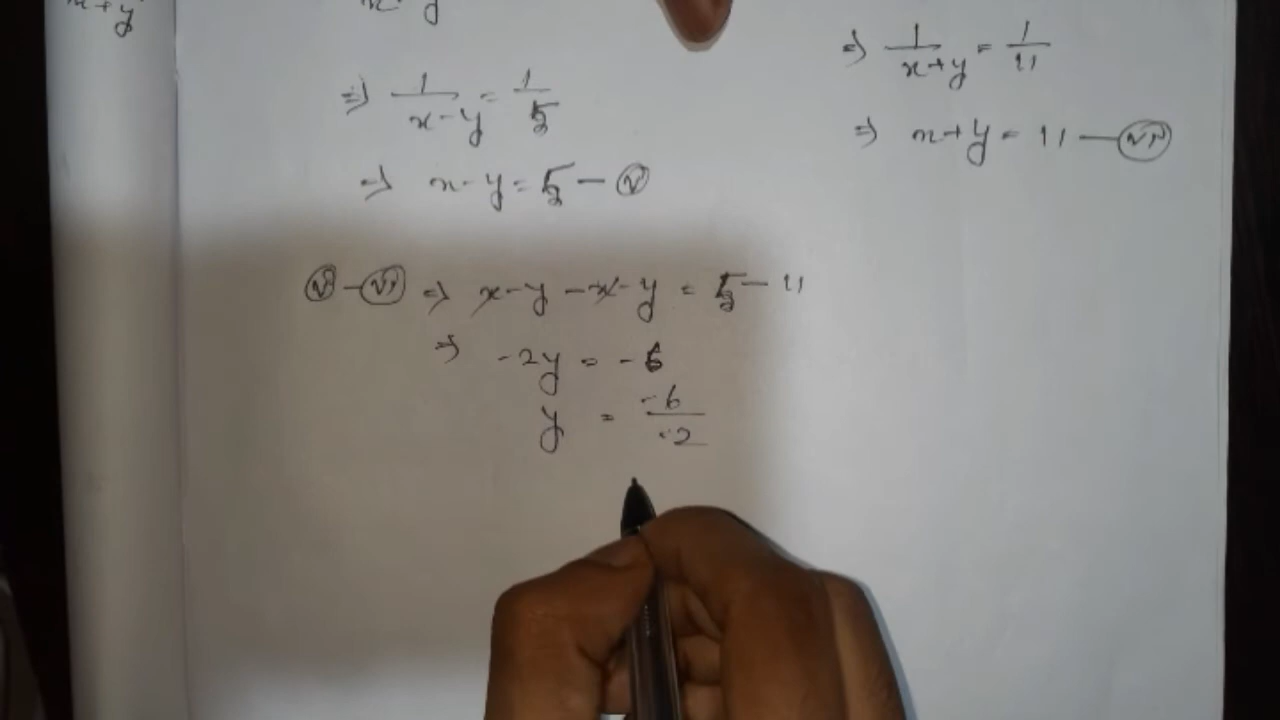 x+y x-y
⇒ 1/(x-y) = 1/5
⇒ x-y = 5 — (v)
⇒ 1/(x+y) = 1/11
⇒ x+y = 11 — (vi)
(v) - (vi) ⇒ x-y-x-y = 5-11
⇒ -2y = -6
y = -6/-2